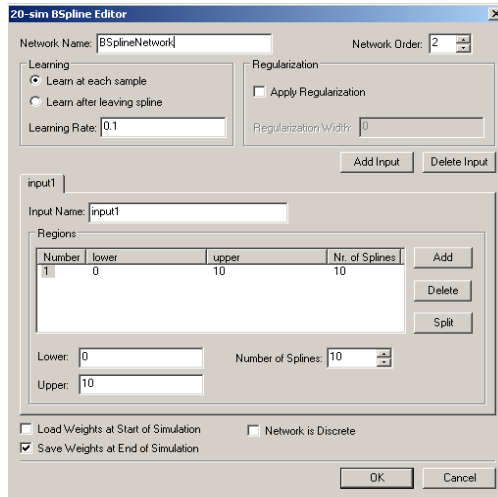 20-sim BSpline Editor
Network Name: BSplineNetwork Network Order: 2
Learning Regularization
Learn at each sample Apply Regularization
Learn after leaving spline
Learning Rate: 0.1 Regularization Width: 0
Add Input Delete Input
input1
Input Name: input1
Regions
Number lower upper Nr. of Splines Add
1 0 10 10
Delete
Split
Lower: 0 Number of Splines: 10
Upper: 10
Load Weights at Start of Simulation Network is Discrete
Save Weights at End of Simulation
OK Cancel